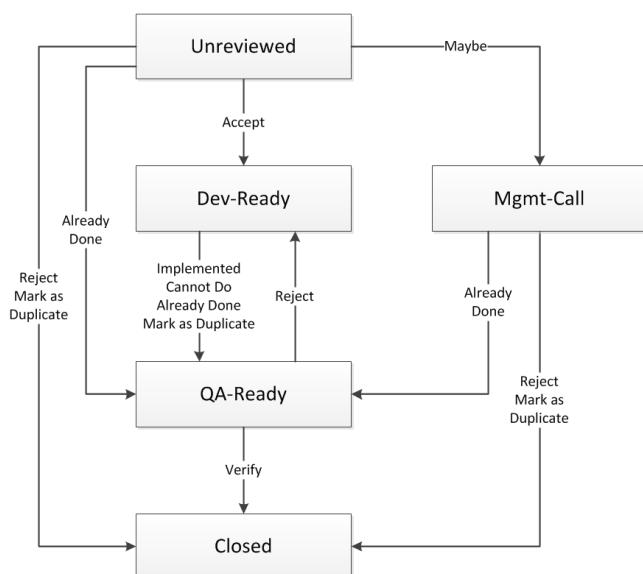 Unreviewed
Maybe
Accept
Dev-Ready
Mgmt-Call
Already
Done
Reject
Mark as
Duplicate
Implemented
Cannot Do
Already Done
Mark as Duplicate
Reject
Already
Done
QA-Ready
Reject
Mark as
Duplicate
Verify
Closed